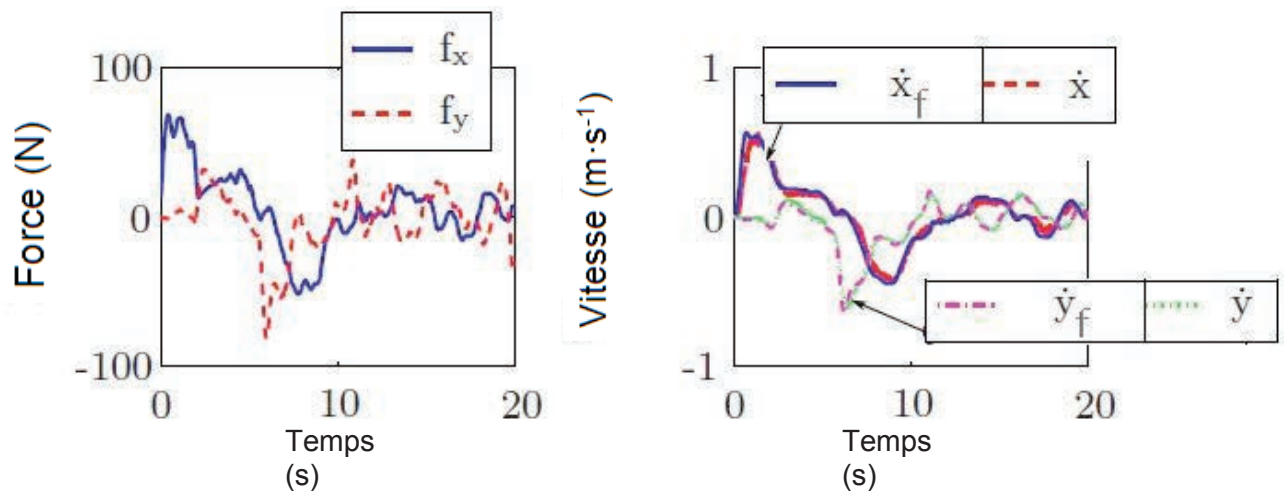 f_x
f_y
100
0
-100
0 10 20
Force (N)
Temps
(s)
ẋ_f ẋ
1
0
-1
0 10 20
Vitesse (m·s⁻¹)
ẏ_f ẏ
Temps
(s)